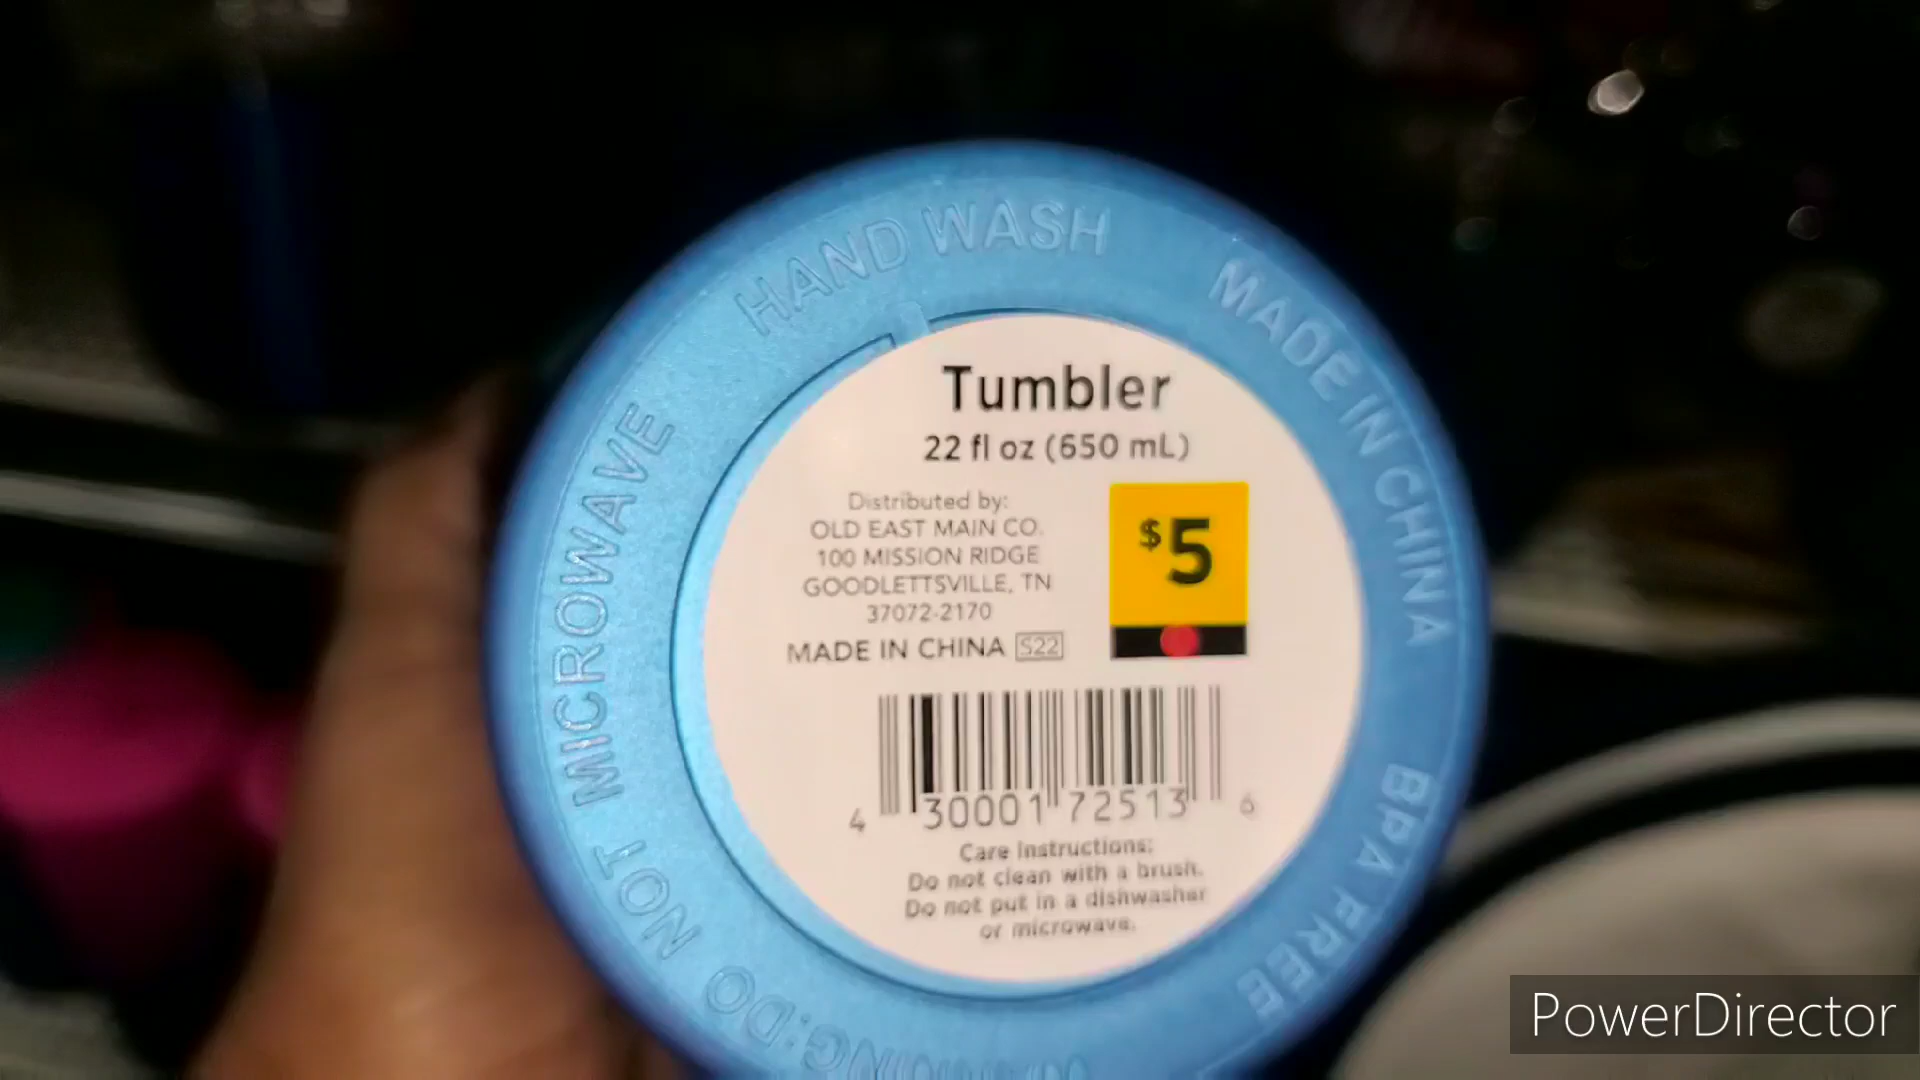 HAND WASH
MADE IN CHINA
BPA FREE
WARNING: DO NOT MICROWAVE
Tumbler
22 fl oz (650 mL)
Distributed by:
OLD EAST MAIN CO.
100 MISSION RIDGE
GOODLETTSVILLE, TN
37072-2170
MADE IN CHINA S22
$5
4 30001 72513 6
Care Instructions:
Do not clean with a brush.
Do not put in a dishwasher
or microwave.
PowerDirector